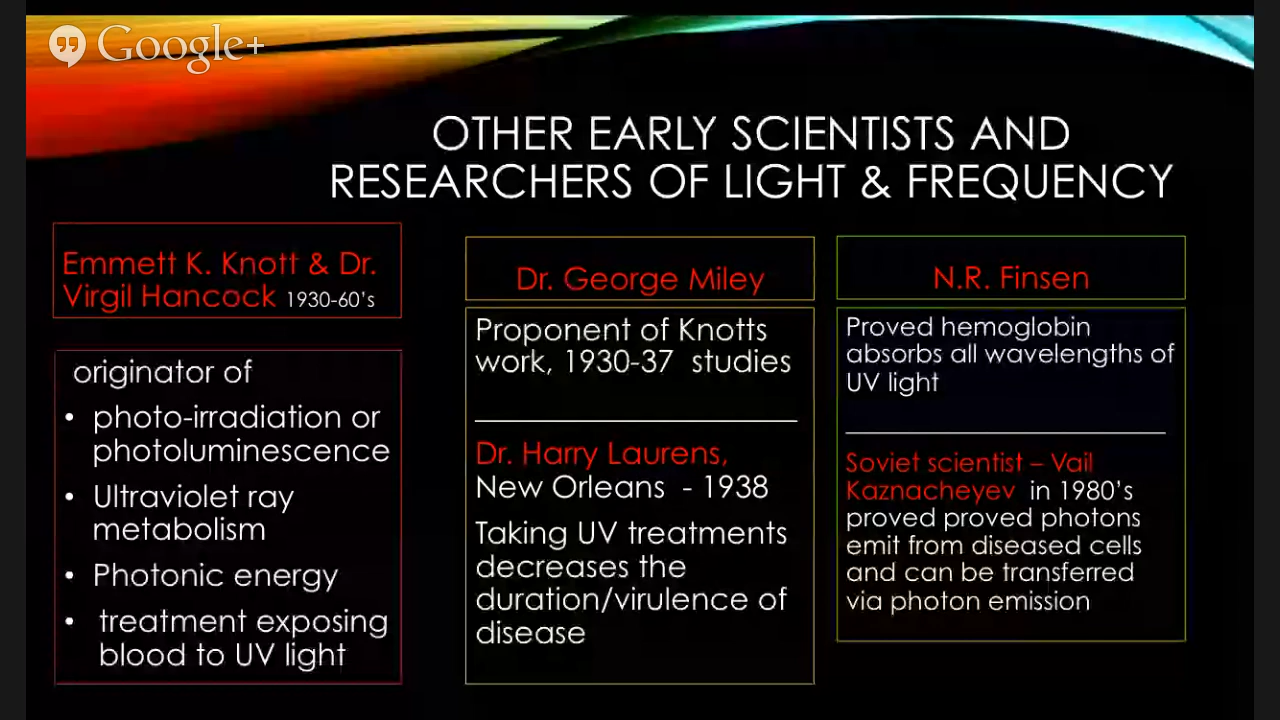 Google+
OTHER EARLY SCIENTISTS AND
RESEARCHERS OF LIGHT & FREQUENCY
Emmett K. Knott & Dr.
Virgil Hancock 1930-60's
originator of
• photo-irradiation or
photoluminescence
• Ultraviolet ray
metabolism
• Photonic energy
• treatment exposing
blood to UV light
Dr. George Miley
Proponent of Knotts
work, 1930-37 studies
Dr. Harry Laurens,
New Orleans - 1938
Taking UV treatments
decreases the
duration/virulence of
disease
N.R. Finsen
Proved hemoglobin
absorbs all wavelengths of
UV light
Soviet scientist – Vail
Kaznacheyev in 1980's
proved proved photons
emit from diseased cells
and can be transferred
via photon emission